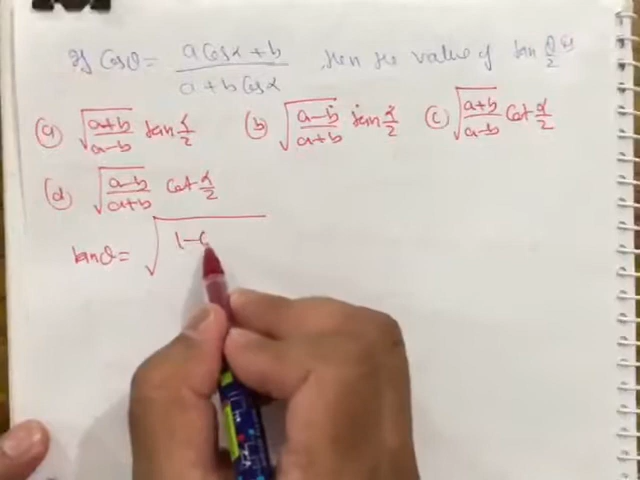 If Cosθ = (a Cosα + b)/(a + b Cosα), then the value of tan θ/2 is
(a) √((a+b)/(a-b)) tan α/2 (b) √((a-b)/(a+b)) tan α/2 (c) √((a+b)/(a-b)) Cot α/2
(d) √((a-b)/(a+b)) Cot α/2
tanθ = √(1-C